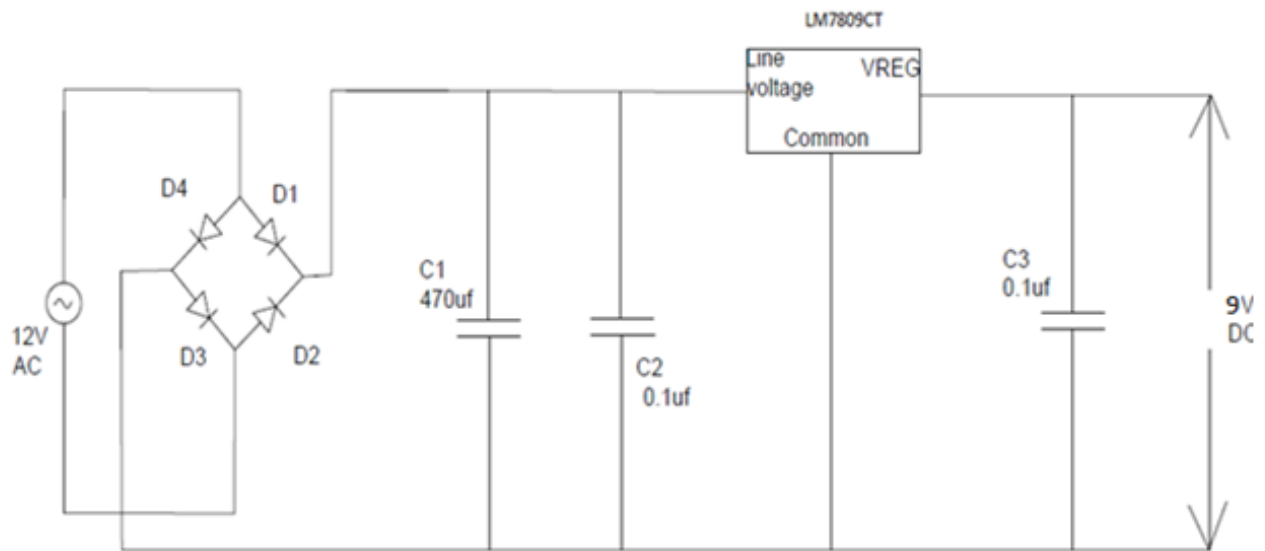 LM7809CT
Line
voltage
VREG
Common
D4
D1
D3
D2
12V
AC
C1
470uf
C2
0.1uf
C3
0.1uf
9V
DC